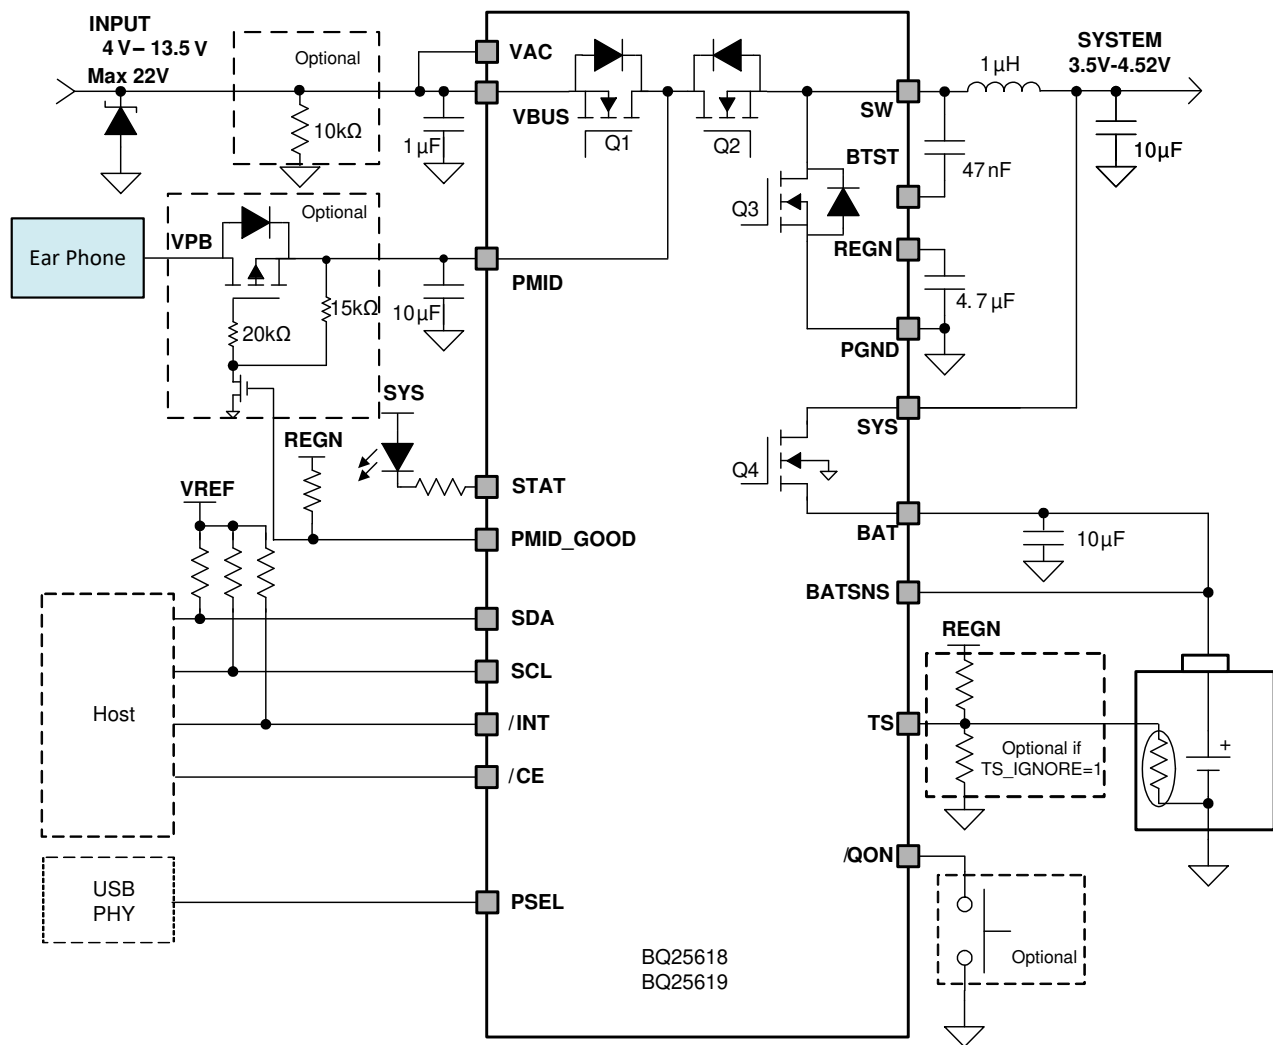 INPUT
4 V – 13.5 V
Max 22V
Optional
10kΩ
1 µF
VAC
VBUS
Q1
Q2
SW
1 µH
SYSTEM
3.5V-4.52V
10µF
BTST
47 nF
Q3
REGN
4. 7 µF
PGND
Ear Phone
VPB
Optional
15kΩ
20kΩ
10 µF
PMID
SYS
SYS
Q4
REGN
STAT
VREF
PMID_GOOD
BAT
10 µF
BATSNS
SDA
REGN
SCL
Host
/INT
TS
Optional if
TS_IGNORE=1
+
/CE
/QON
USB
PHY
PSEL
Optional
BQ25618
BQ25619